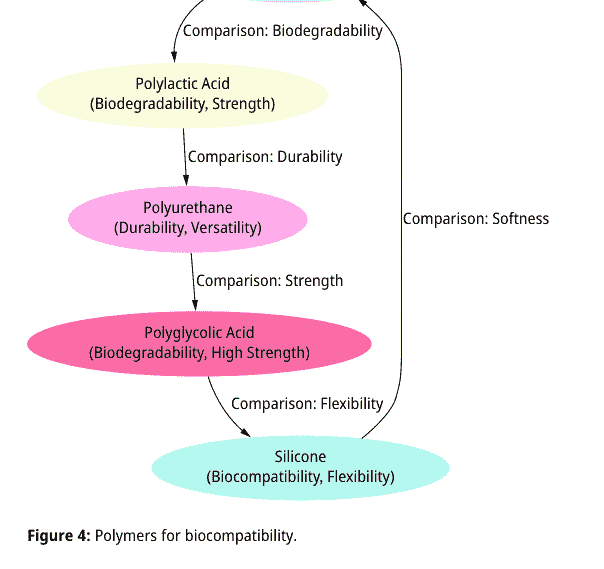 Comparison: Biodegradability
Polylactic Acid
(Biodegradability, Strength)
Comparison: Durability
Polyurethane
(Durability, Versatility)
Comparison: Softness
Comparison: Strength
Polyglycolic Acid
(Biodegradability, High Strength)
Comparison: Flexibility
Silicone
(Biocompatibility, Flexibility)
Figure 4: Polymers for biocompatibility.